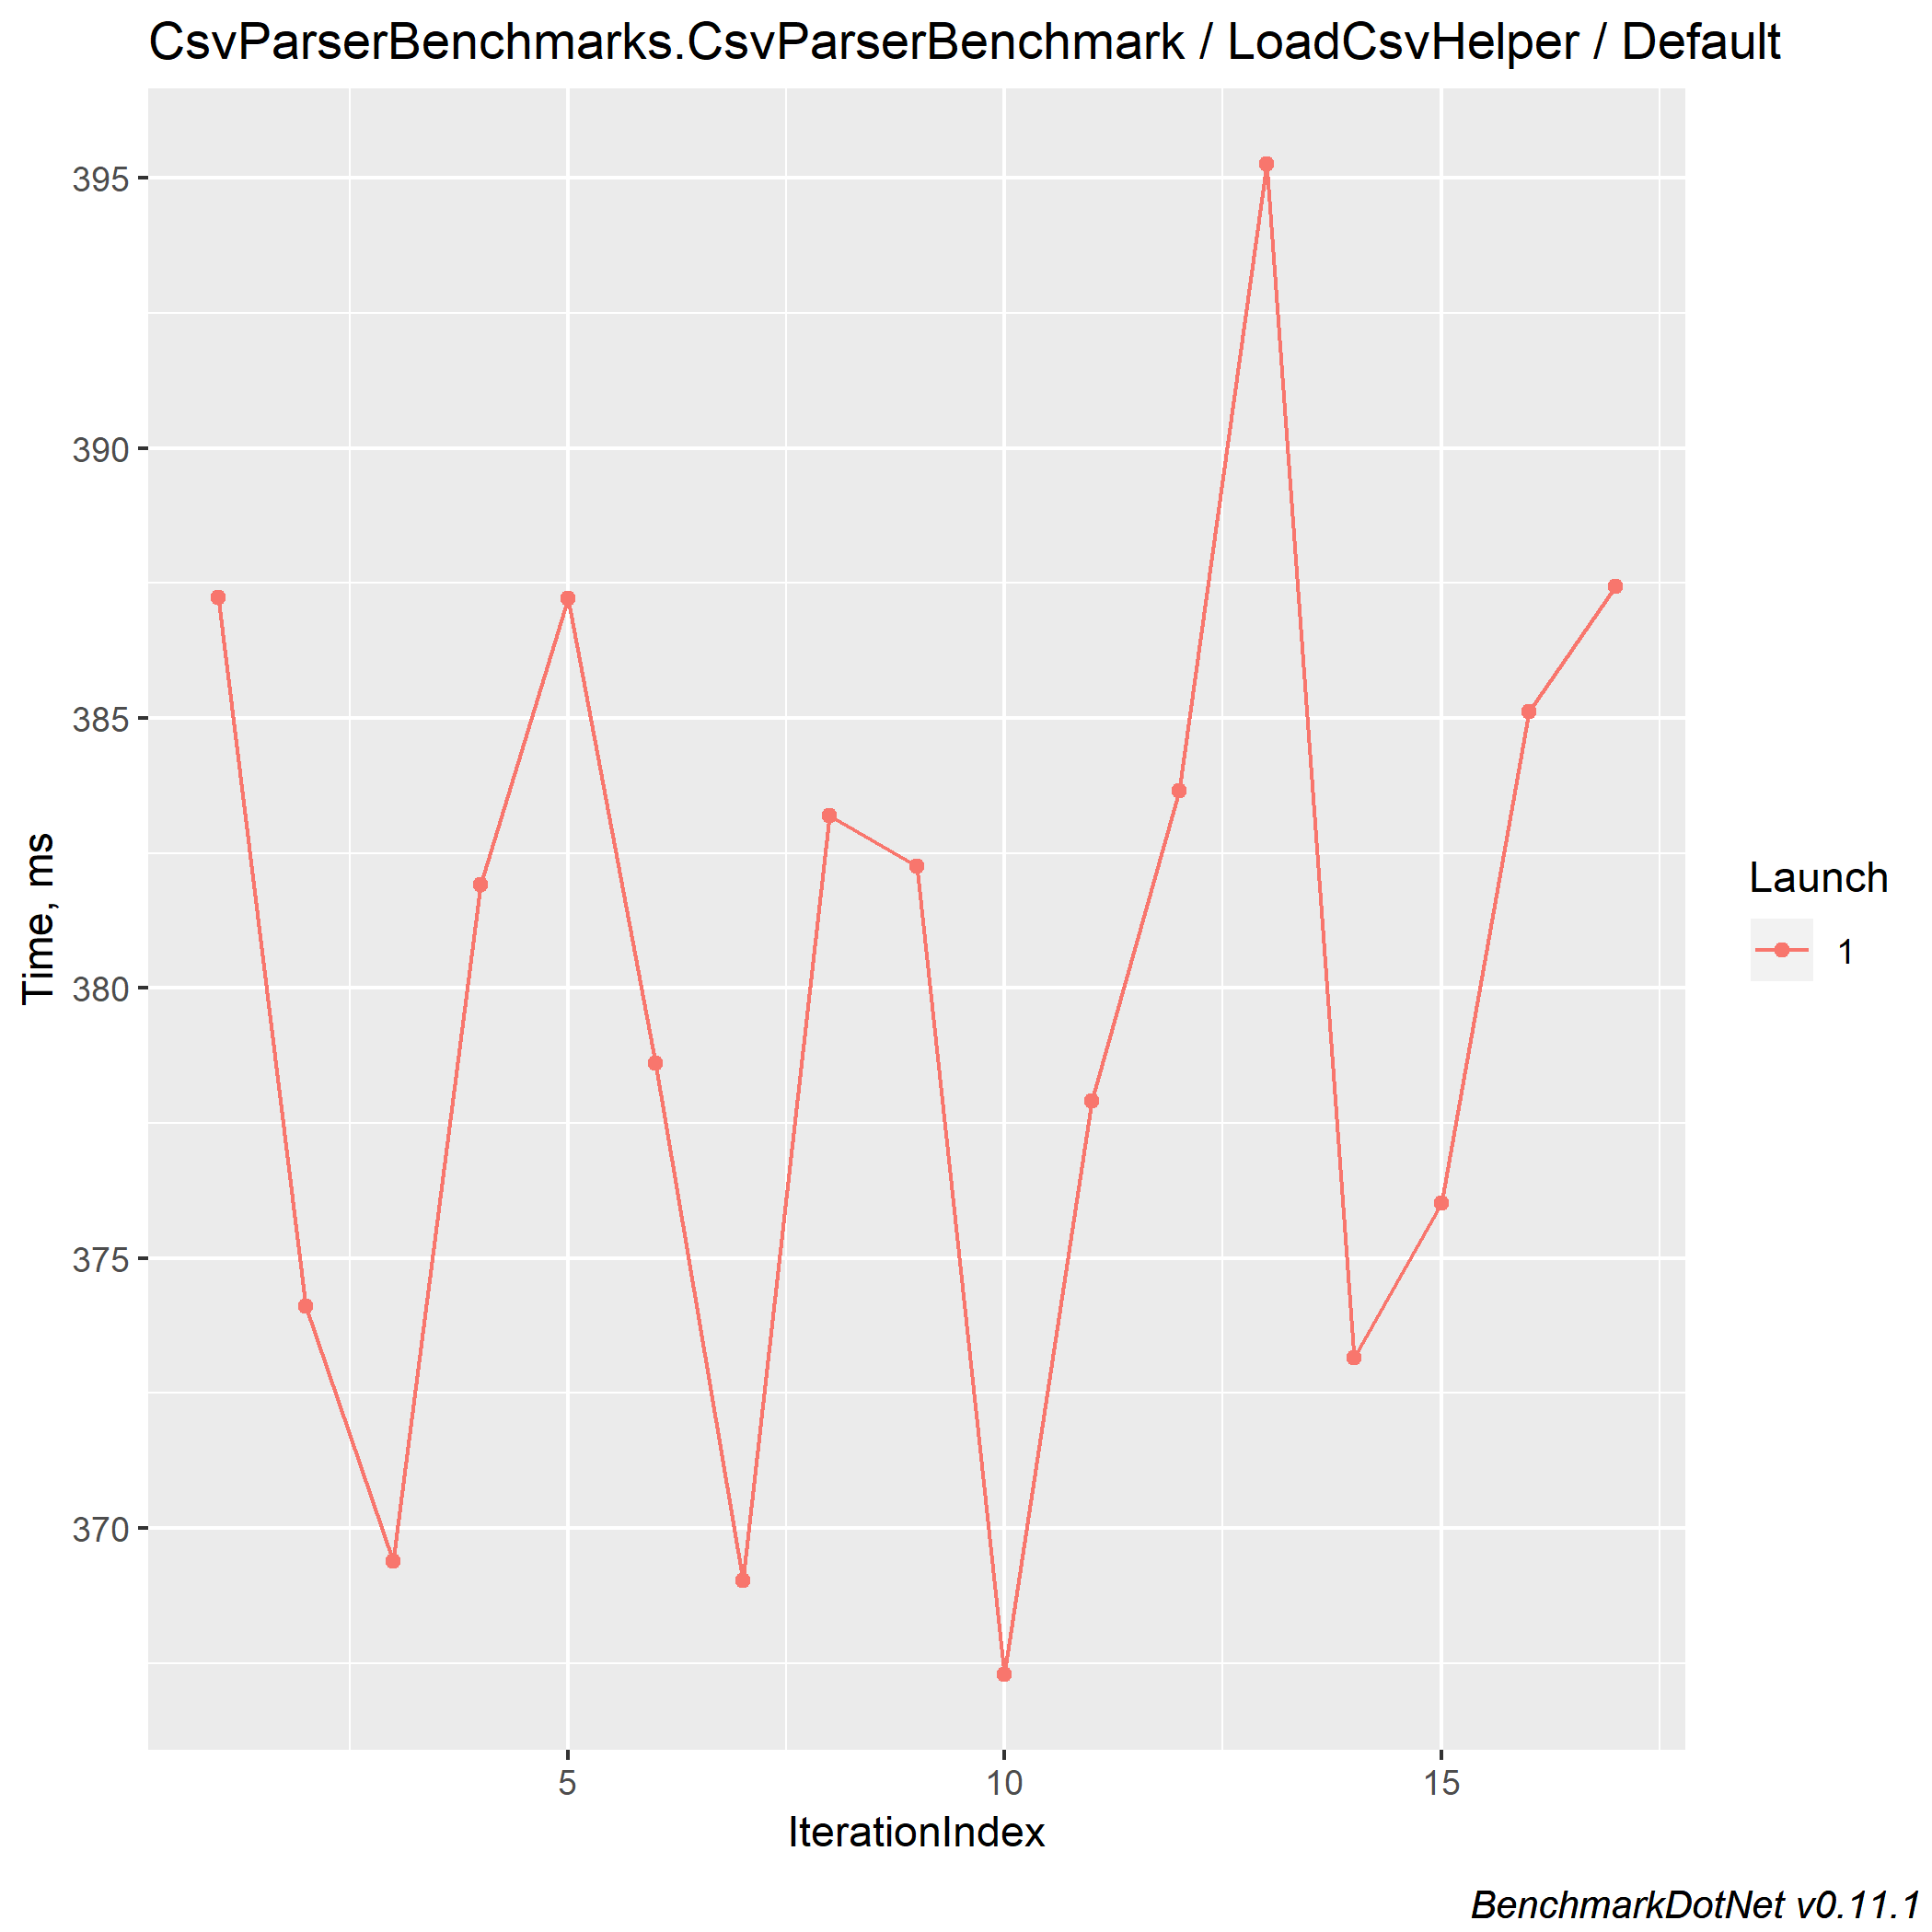 CsvParserBenchmarks.CsvParserBenchmark / LoadCsvHelper / Default
395
390
385
380
375
370
Time, ms
5 10 15
IterationIndex
Launch
1
BenchmarkDotNet v0.11.1